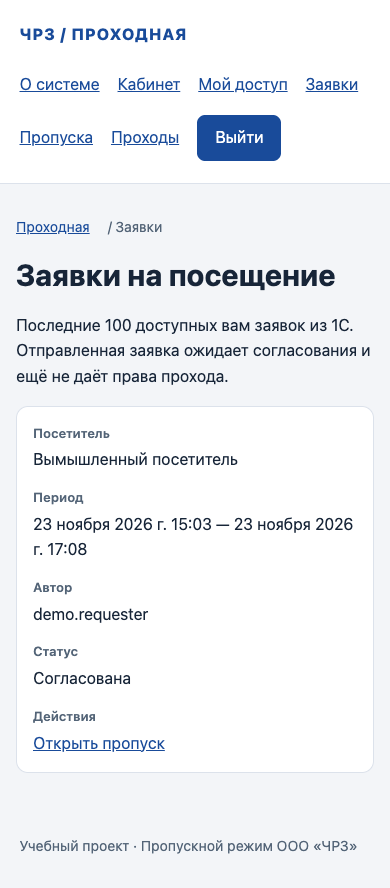 ЧРЗ / ПРОХОДНАЯ
О системе Кабинет Мой доступ Заявки
Пропуска Проходы Выйти
Проходная / Заявки
Заявки на посещение
Последние 100 доступных вам заявок из 1С.
Отправленная заявка ожидает согласования и
ещё не даёт права прохода.
Посетитель
Вымышленный посетитель
Период
23 ноября 2026 г. 15:03 — 23 ноября 2026
г. 17:08
Автор
demo.requester
Статус
Согласована
Действия
Открыть пропуск
Учебный проект · Пропускной режим ООО «ЧРЗ»